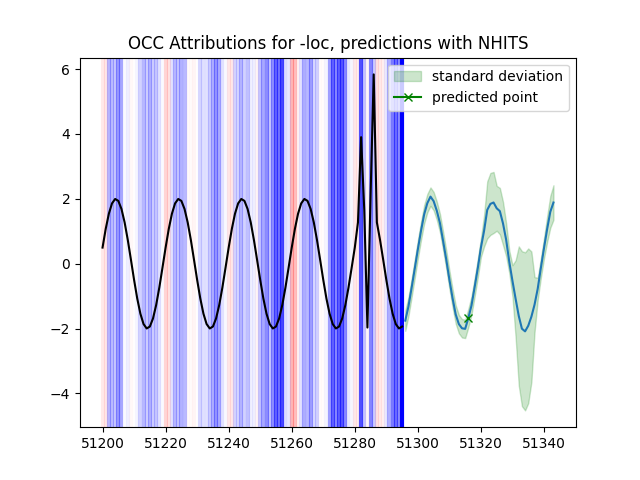 OCC Attributions for -loc, predictions with NHITS
standard deviation
predicted point
6
4
2
0
−2
−4
51200 51220 51240 51260 51280 51300 51320 51340